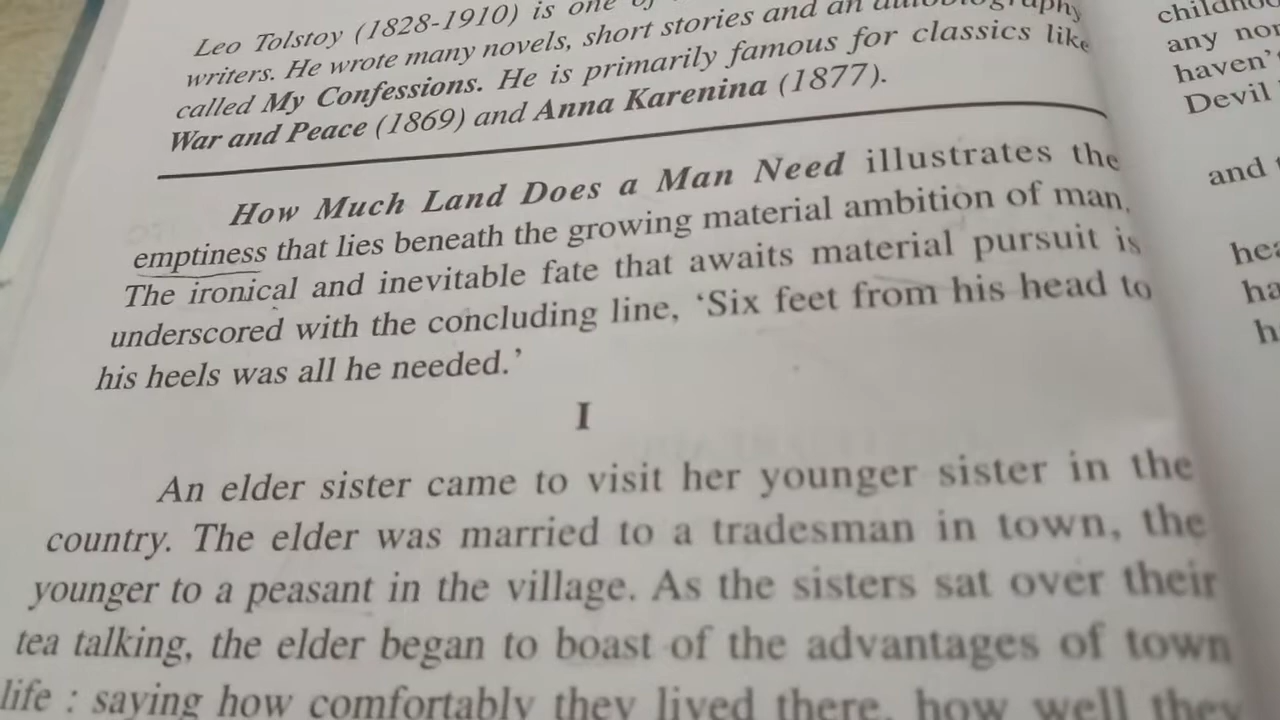 Leo Tolstoy (1828-1910) is one of
writers. He wrote many novels, short stories and an autobiography
called My Confessions. He is primarily famous for classics like
War and Peace (1869) and Anna Karenina (1877).
How Much Land Does a Man Need illustrates the
emptiness that lies beneath the growing material ambition of man.
The ironical and inevitable fate that awaits material pursuit is
underscored with the concluding line, ‘Six feet from his head to
his heels was all he needed.’
I
An elder sister came to visit her younger sister in the
country. The elder was married to a tradesman in town, the
younger to a peasant in the village. As the sisters sat over their
tea talking, the elder began to boast of the advantages of town
life : saying how comfortably they lived there, how well they
any
haven’
Devil
and